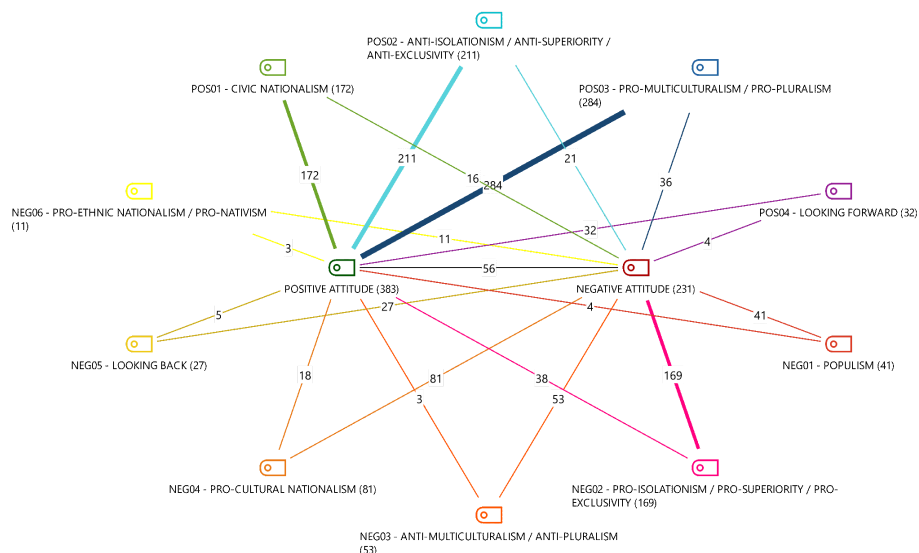 POS02 - ANTI-ISOLATIONISM / ANTI-SUPERIORITY /
ANTI-EXCLUSIVITY (211)
POS01 - CIVIC NATIONALISM (172)
POS03 - PRO-MULTICULTURALISM / PRO-PLURALISM
(284)
211
21
172
16
284
36
NEG06 - PRO-ETHNIC NATIONALISM / PRO-NATIVISM
(11)
POS04 - LOOKING FORWARD (32)
3
11
32
4
56
POSITIVE ATTITUDE (383)
NEGATIVE ATTITUDE (231)
5
27
4
41
NEG05 - LOOKING BACK (27)
NEG01 - POPULISM (41)
18
81
38
169
3
53
NEG04 - PRO-CULTURAL NATIONALISM (81)
NEG02 - PRO-ISOLATIONISM / PRO-SUPERIORITY / PRO-
EXCLUSIVITY (169)
NEG03 - ANTI-MULTICULTURALISM / ANTI-PLURALISM
(53)